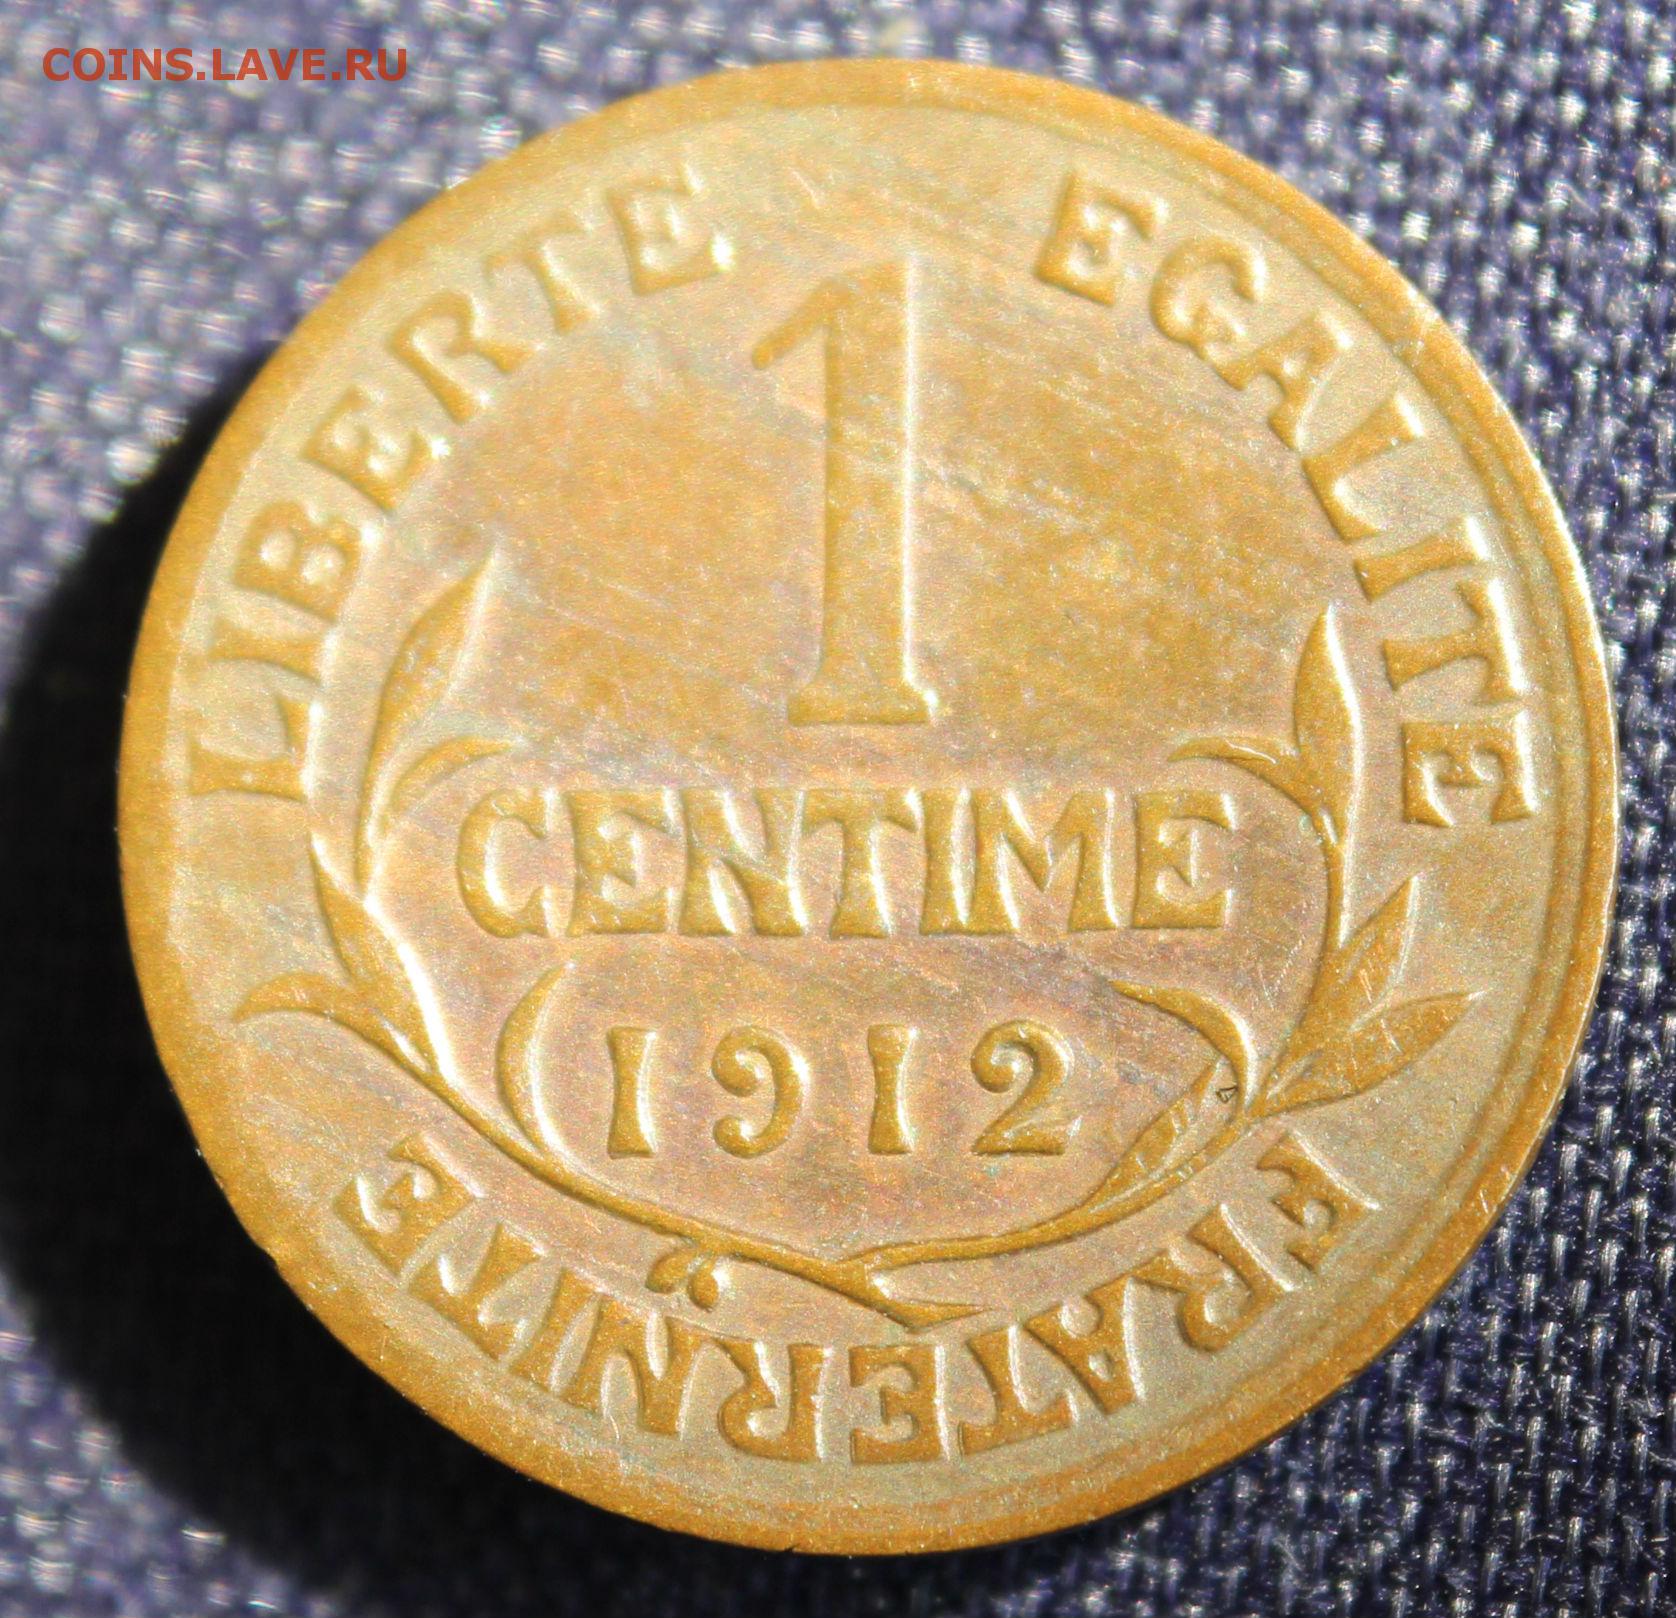 COINS.LAVE.RU
LIBERTE EGALITE
1
CENTIME
1912
FRATERNITE